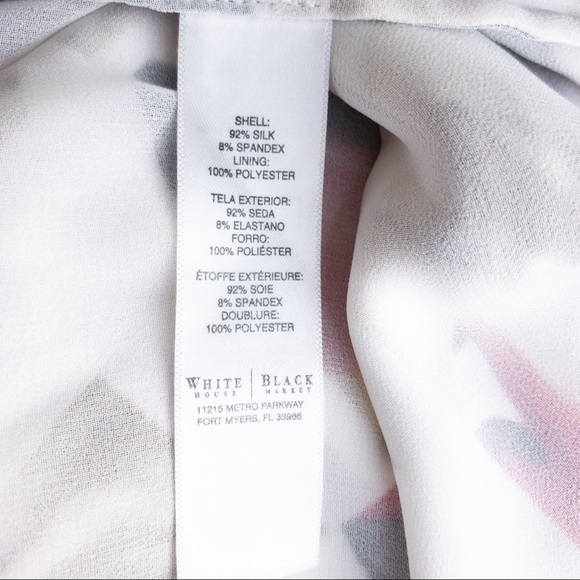 SHELL:
92% SILK
8% SPANDEX
LINING:
100% POLYESTER
TELA EXTERIOR:
92% SEDA
8% ELASTANO
FORRO:
100% POLIÉSTER
ÉTOFFE EXTÉRIEURE:
92% SOIE
8% SPANDEX
DOUBLURE:
100% POLYESTER
WHITE | BLACK
HOUSE | MARKET
11215 METRO PARKWAY
FORT MYERS, FL 33966